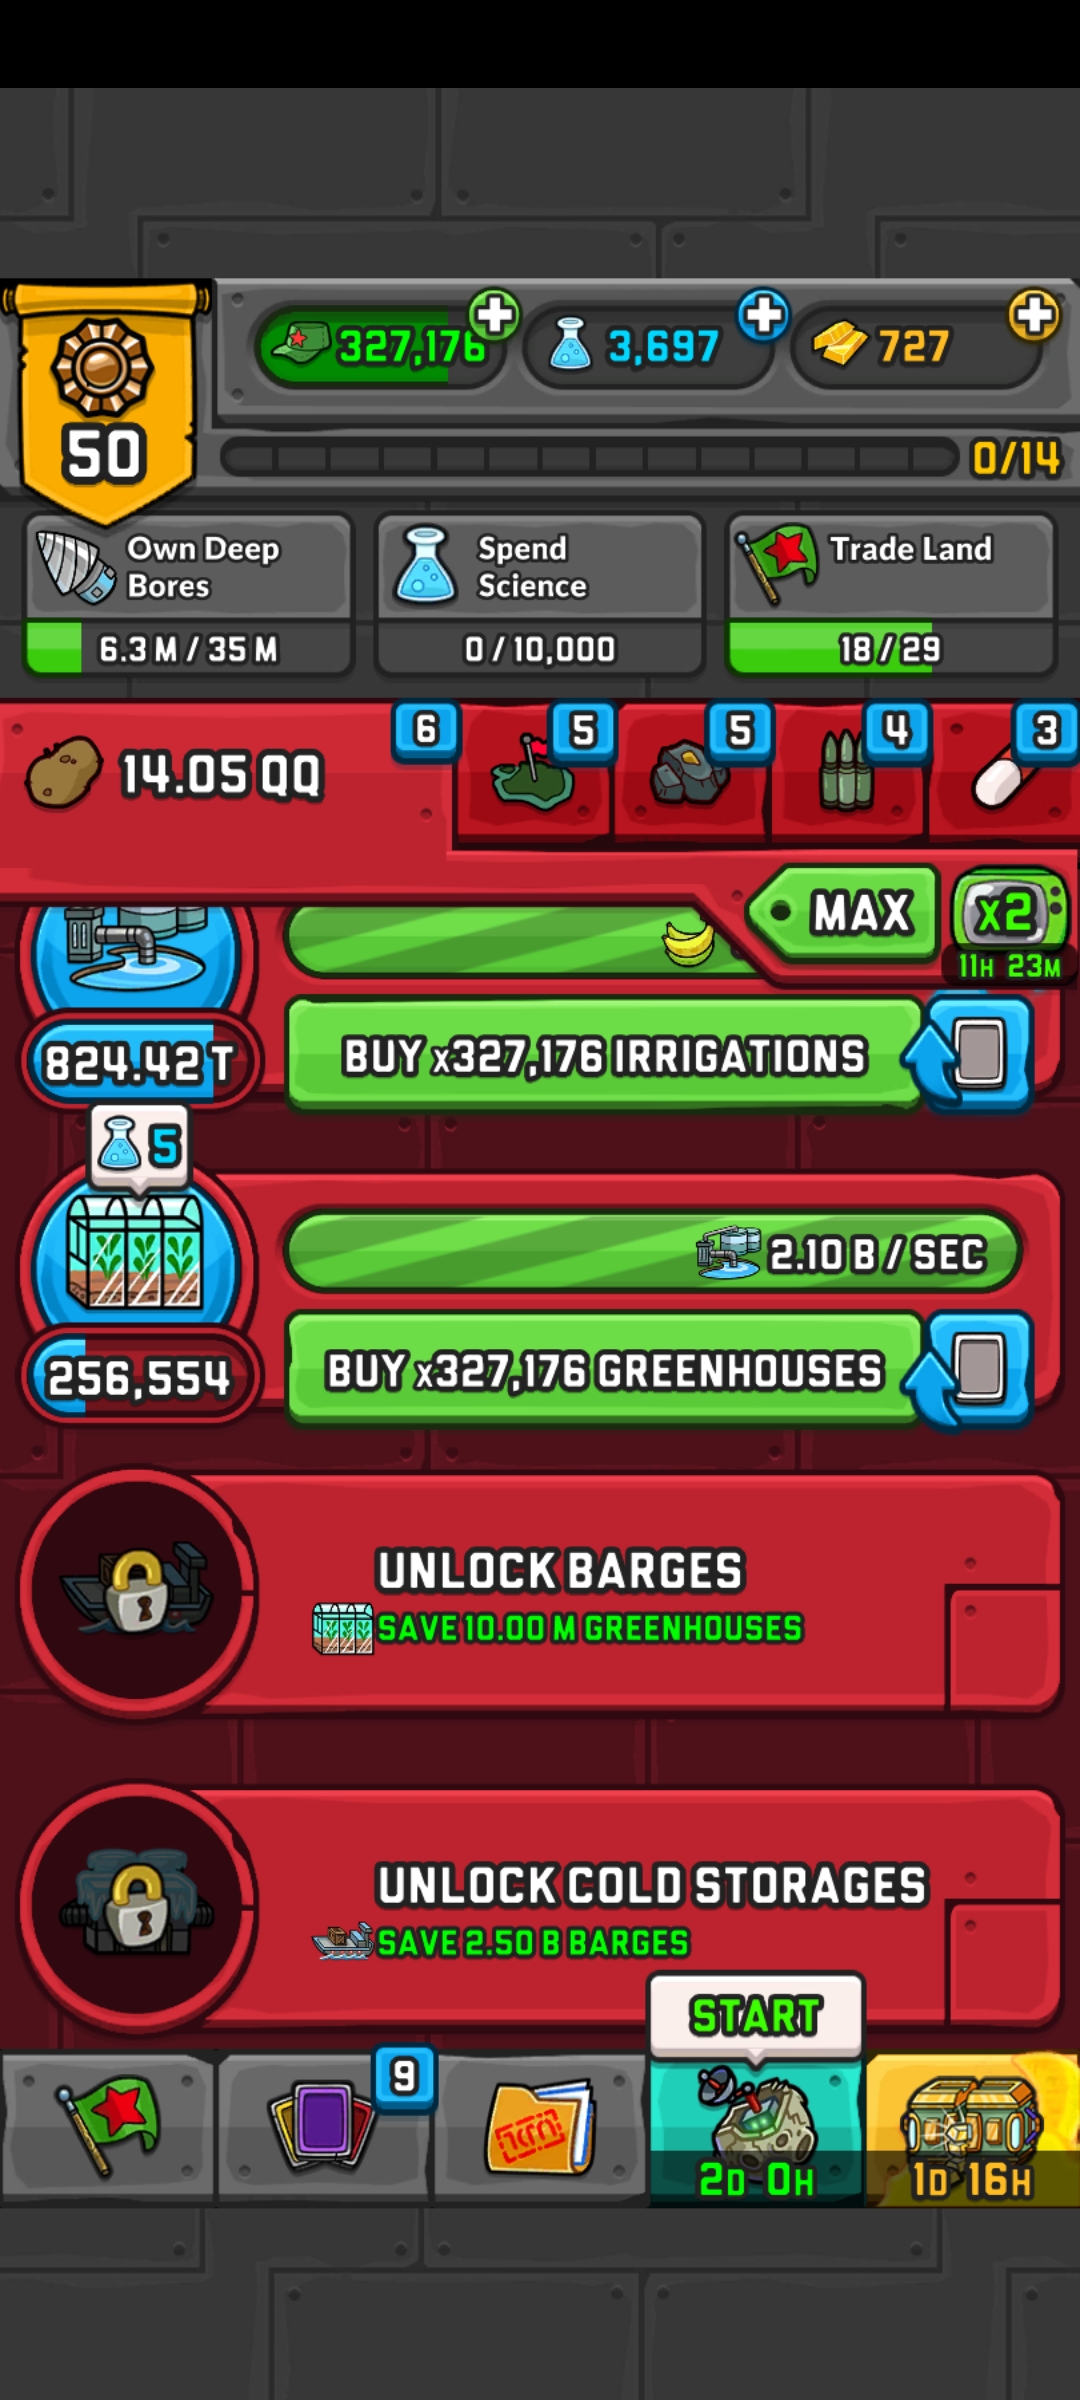 327,176
3,697
727
50
0/14
Own Deep
Bores
6.3 M / 35 M
Spend
Science
0 / 10,000
Trade Land
18 / 29
14.05 QQ
6
5
5
4
3
MAX
x2
11H 23M
824.42 T
BUY x327,176 IRRIGATIONS
5
2.10 B / SEC
256,554
BUY x327,176 GREENHOUSES
UNLOCK BARGES
SAVE 10.00 M GREENHOUSES
UNLOCK COLD STORAGES
SAVE 2.50 B BARGES
START
9
2D 0H
1D 16H